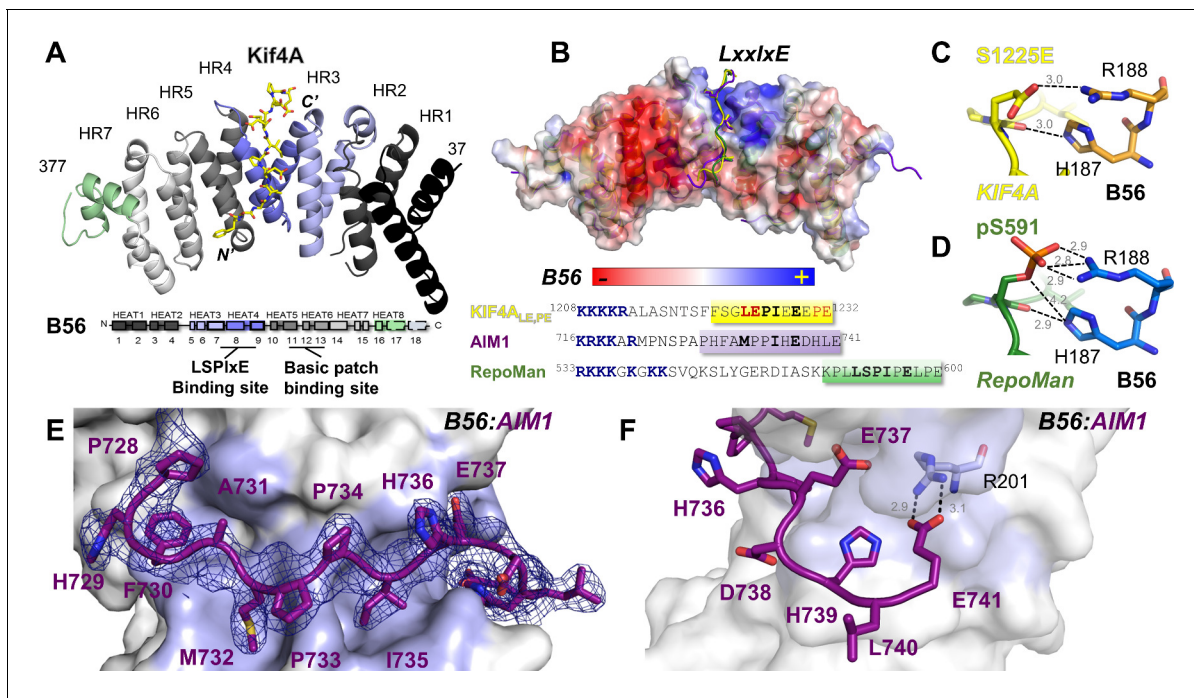 A
Kif4A
HR4
HR5
HR3
HR6
C'
HR2
HR7
HR1
377
37
N'
B56
N
HEAT1 HEAT2 HEAT3 HEAT4 HEAT5 HEAT6 HEAT7 HEAT8
C
1 2 3 4 5 6 7 8 9 10 11 12 13 14 15 16 17 18
LSPIxE
Binding site
Basic patch
binding site
B
LxxIxE
B56
-
+
KIF4A LE,PE 1208 KKKKRALASNTSFFSGLEPIEEEPE 1232
AIM1 716 KRKKARMPNSPAPHFAMPPIHEDHLE 741
RepoMan 533 RKKKGKGKKSVQKSLYGERDIASKKPLLSPIPELPE 600
C
S1225E
3.0
R188
3.0
H187
KIF4A
B56
pS591
D
2.9
2.8
2.9
R188
4.2
2.9
H187
RepoMan
B56
E
B56:AIM1
P728
A731
P734
H736
E737
H729
F730
M732
P733
I735
F
B56:AIM1
E737
R201
H736
2.9
3.1
D738
H739
E741
L740